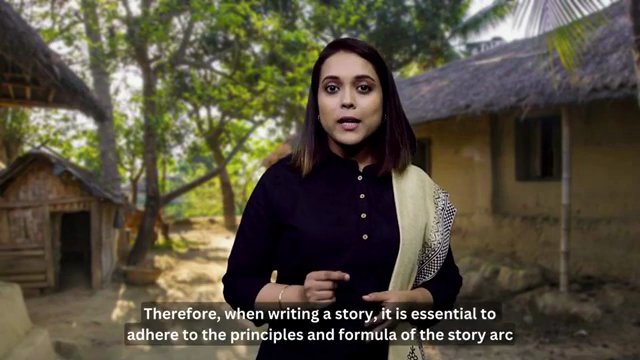 Therefore, when writing a story, it is essential to
adhere to the principles and formula of the story arc